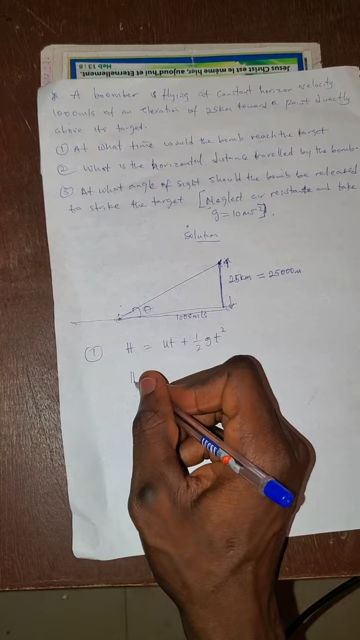 Jesus Christ est le même hier, aujourd'hui et Eternellement.
Heb 13:8
* A boomber is flying at constant horizon velocity
1000m/s of an elevation of 25km toward a point directly
above its target.
① At what time would the bomb reach the target
② What is the horizontal distance travelled by the bomb
③ At what angle of sight should the bomb be released
to strike the target [Neglect air resistance and take
g=10ms²].
Solution
θ
25km = 25000m
1000m/s
① H = ut + 1/2 gt²
H